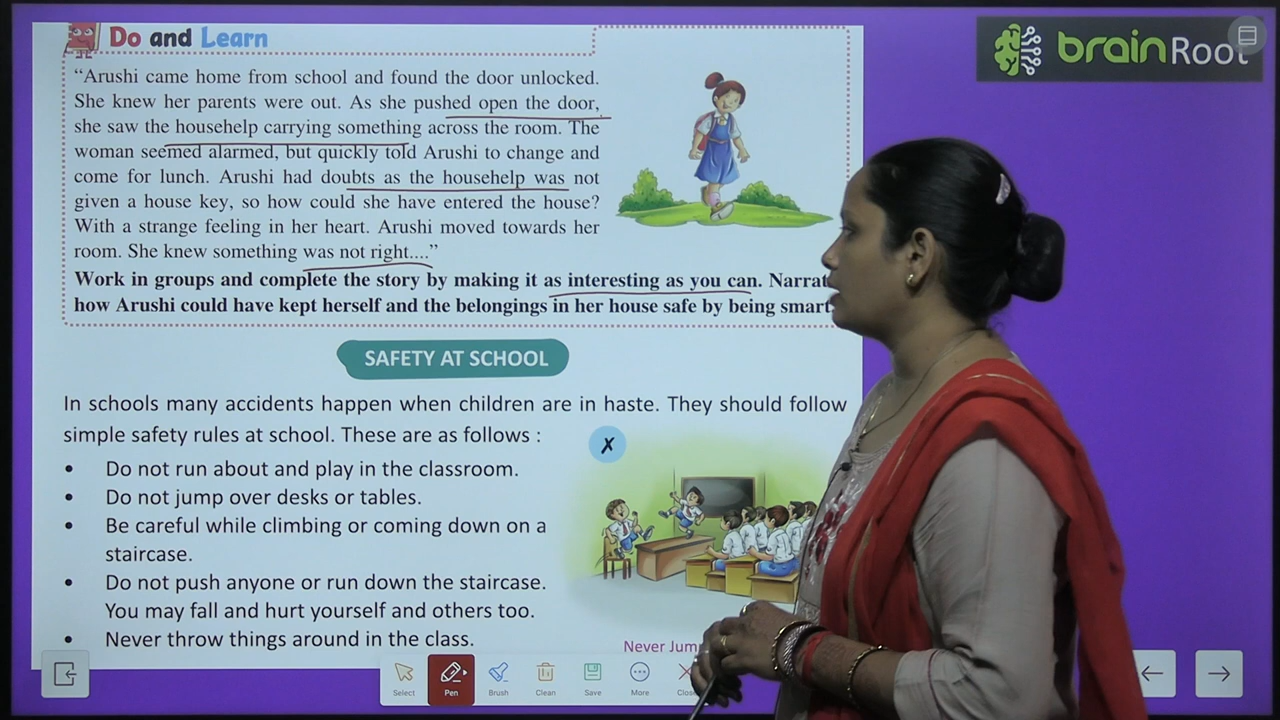 Do and Learn
brainRoot
“Arushi came home from school and found the door unlocked.
She knew her parents were out. As she pushed open the door,
she saw the househelp carrying something across the room. The
woman seemed alarmed, but quickly told Arushi to change and
come for lunch. Arushi had doubts as the househelp was not
given a house key, so how could she have entered the house?
With a strange feeling in her heart. Arushi moved towards her
room. She knew something was not right....”
Work in groups and complete the story by making it as interesting as you can. Narrat
how Arushi could have kept herself and the belongings in her house safe by being smart
SAFETY AT SCHOOL
In schools many accidents happen when children are in haste. They should follow
simple safety rules at school. These are as follows :
✗
• Do not run about and play in the classroom.
• Do not jump over desks or tables.
• Be careful while climbing or coming down on a
staircase.
• Do not push anyone or run down the staircase.
You may fall and hurt yourself and others too.
• Never throw things around in the class.
Never Jum
Select Pen Brush Clean Save More Clos